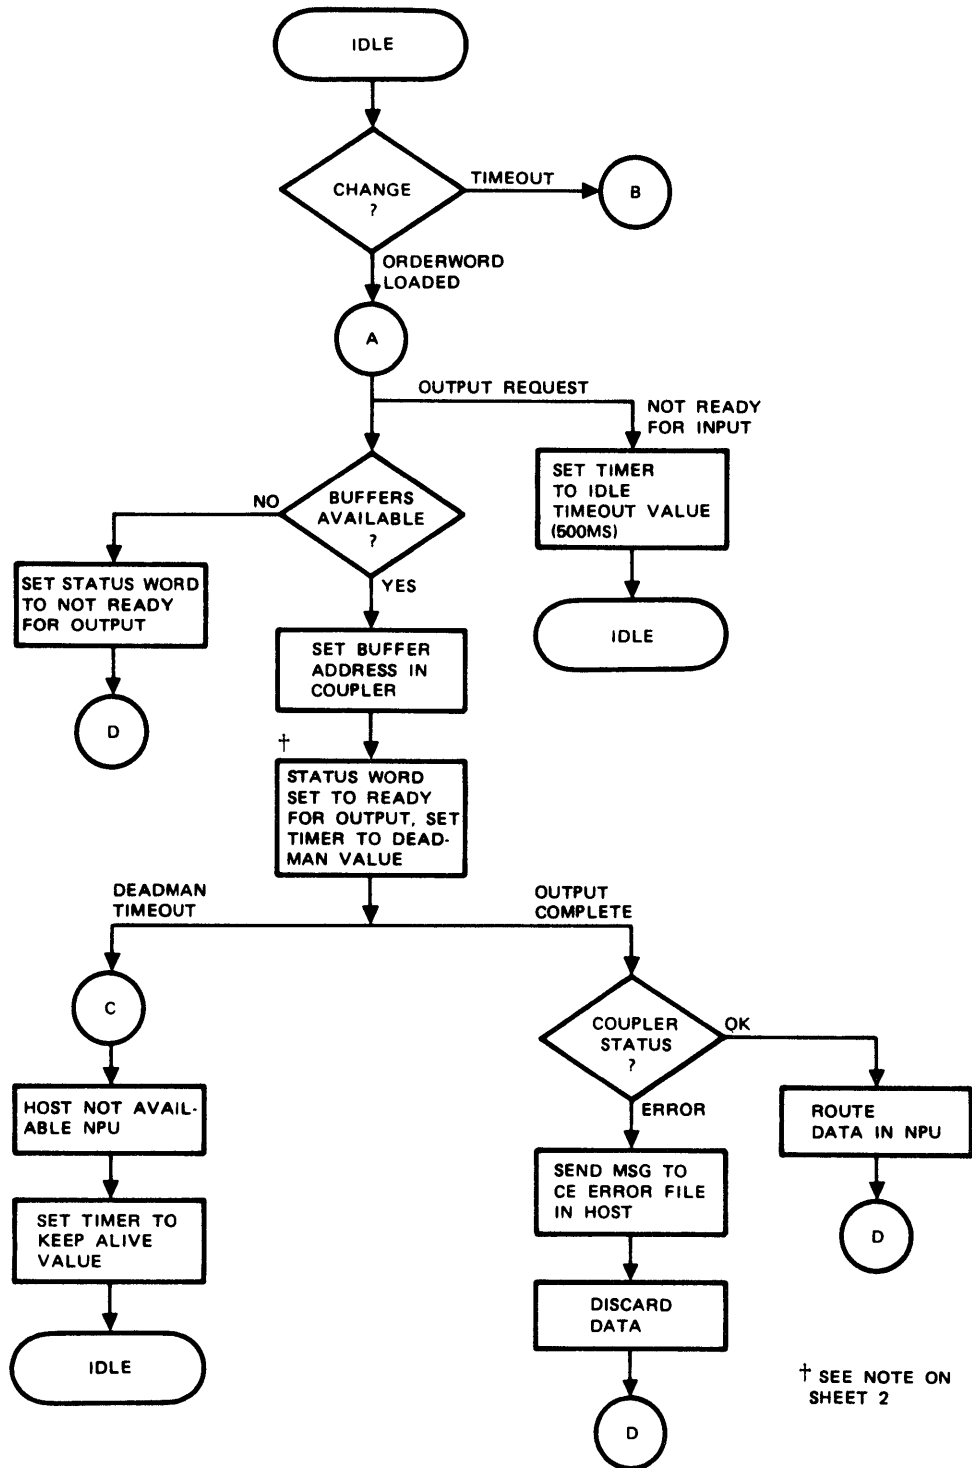 IDLE
CHANGE
?
TIMEOUT
B
ORDERWORD
LOADED
A
OUTPUT REQUEST
NOT READY
FOR INPUT
SET TIMER
TO IDLE
TIMEOUT VALUE
(500MS)
IDLE
BUFFERS
AVAILABLE
?
NO
SET STATUS WORD
TO NOT READY
FOR OUTPUT
D
YES
SET BUFFER
ADDRESS IN
COUPLER
†
STATUS WORD
SET TO READY
FOR OUTPUT, SET
TIMER TO DEAD-
MAN VALUE
DEADMAN
TIMEOUT
OUTPUT
COMPLETE
C
HOST NOT AVAIL-
ABLE NPU
SET TIMER TO
KEEP ALIVE
VALUE
IDLE
COUPLER
STATUS
?
OK
ROUTE
DATA IN NPU
D
ERROR
SEND MSG TO
CE ERROR FILE
IN HOST
DISCARD
DATA
D
† SEE NOTE ON
SHEET 2